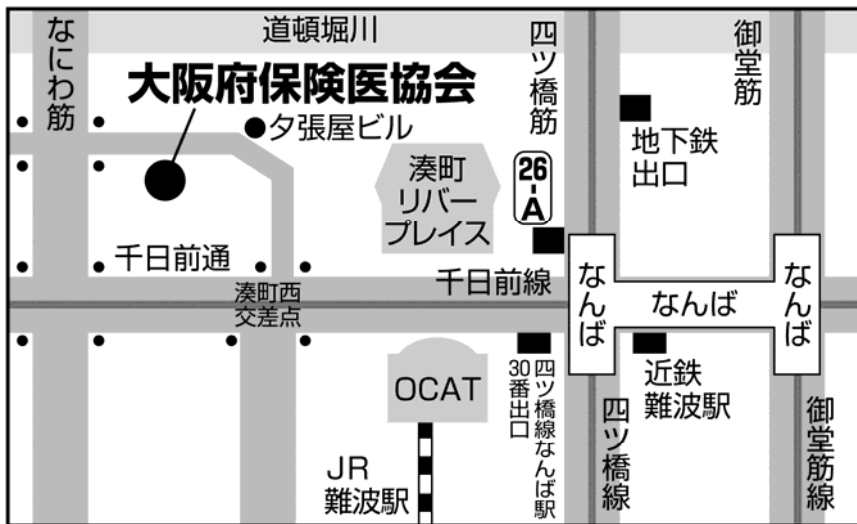 道頓堀川
なにわ筋
四ツ橋筋
御堂筋
大阪府保険医協会
夕張屋ビル
地下鉄
出口
湊町
リバー
プレイス
26-A
千日前通
千日前線
湊町西
交差点
なんば
なんば
なんば
OCAT
四ツ橋線なんば駅
30番出口
近鉄
難波駅
四ツ橋線
御堂筋線
JR
難波駅